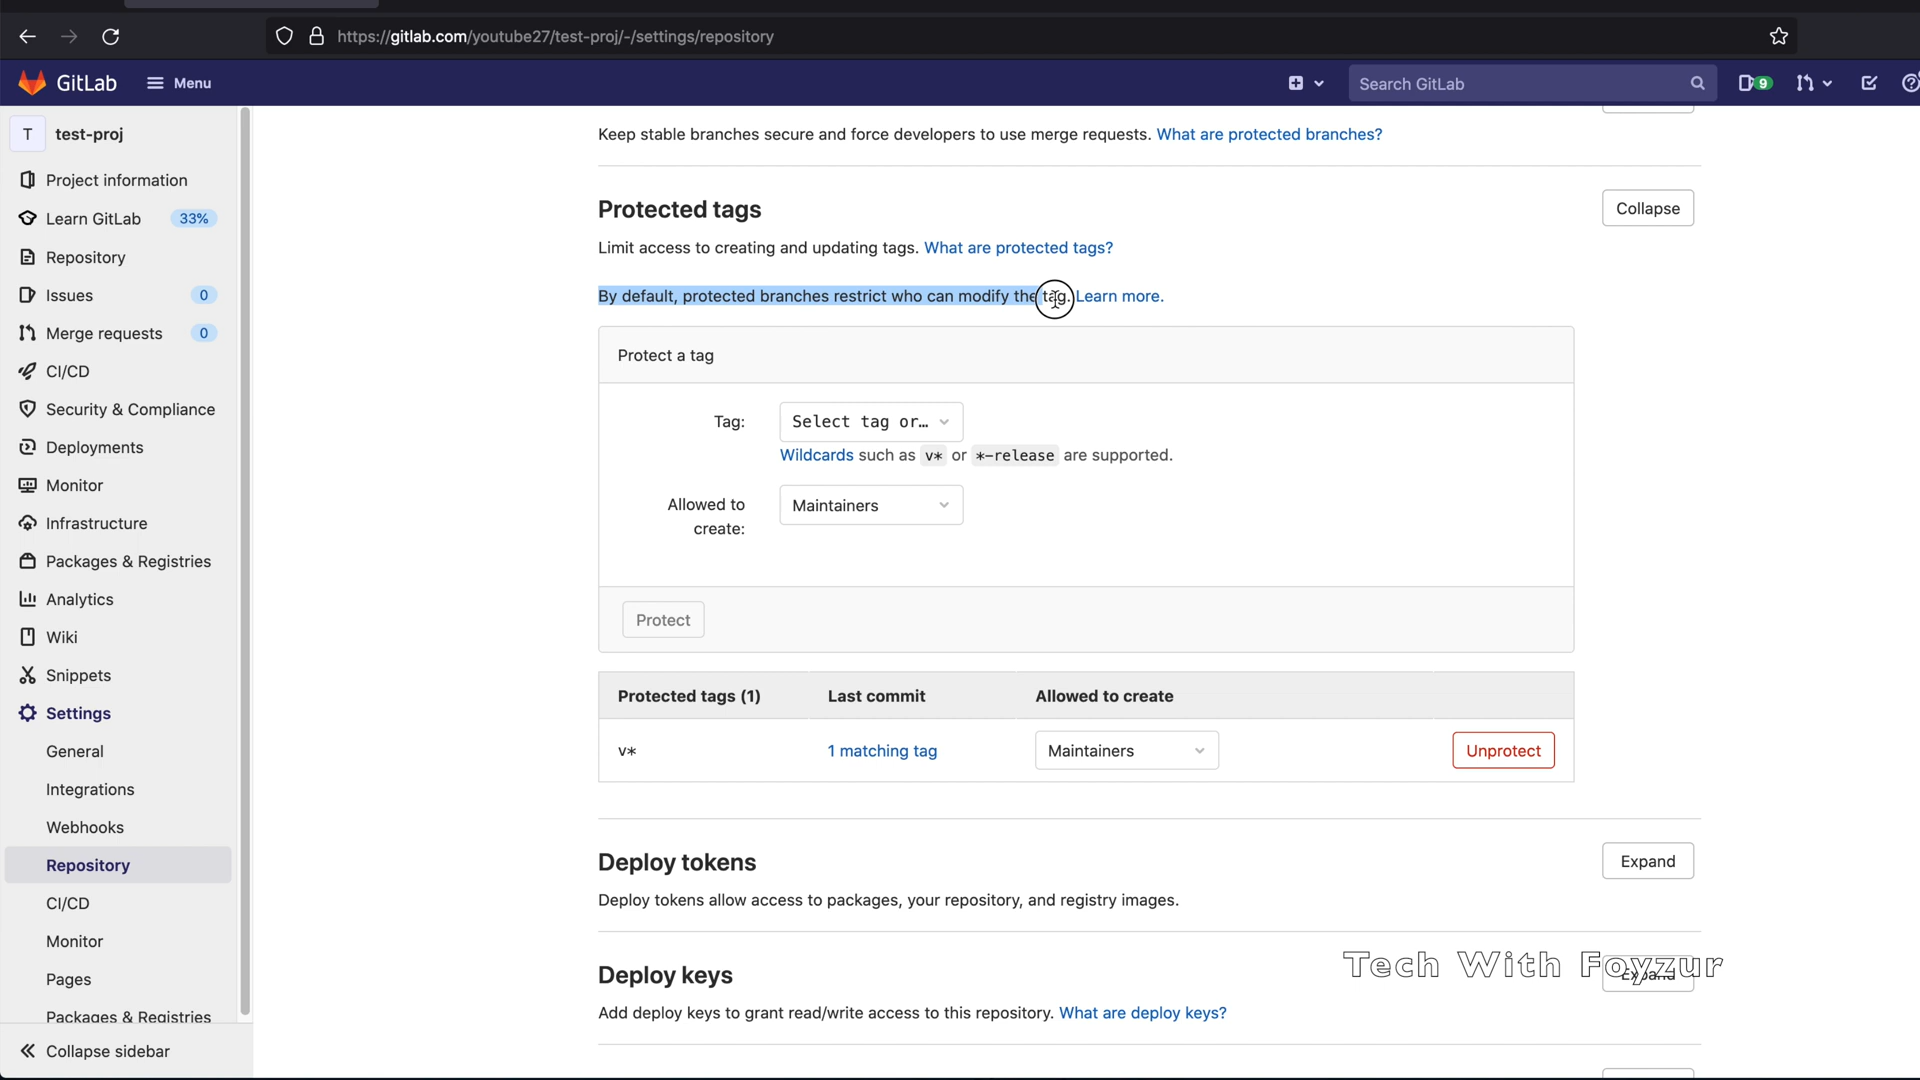 https://gitlab.com/youtube27/test-proj/-/settings/repository
GitLab
Menu
Search GitLab
9
T
test-proj
Project information
Learn GitLab
33%
Repository
Issues
0
Merge requests
0
CI/CD
Security & Compliance
Deployments
Monitor
Infrastructure
Packages & Registries
Analytics
Wiki
Snippets
Settings
General
Integrations
Webhooks
Repository
CI/CD
Monitor
Pages
Packages & Registries
Collapse sidebar
Keep stable branches secure and force developers to use merge requests. What are protected branches?
Protected tags
Collapse
Limit access to creating and updating tags. What are protected tags?
By default, protected branches restrict who can modify the tag. Learn more.
Protect a tag
Tag:
Select tag or…
Wildcards such as v* or *-release are supported.
Allowed to
create:
Maintainers
Protect
Protected tags (1)
Last commit
Allowed to create
v*
1 matching tag
Maintainers
Unprotect
Deploy tokens
Expand
Deploy tokens allow access to packages, your repository, and registry images.
Deploy keys
Expand
Tech With Foyzur
Add deploy keys to grant read/write access to this repository. What are deploy keys?